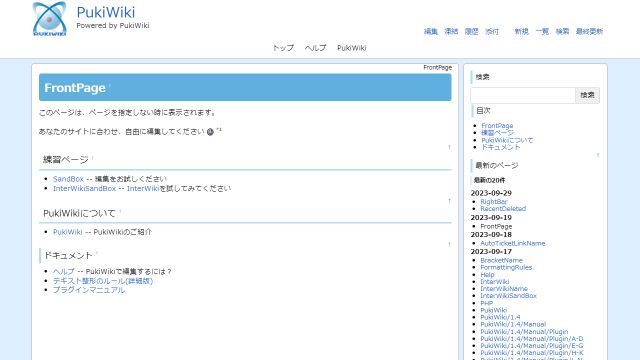 PukiWiki
Powered by PukiWiki
PUKIWIKI
編集 凍結 履歴 添付 新規 一覧 検索 最終更新
トップ ヘルプ PukiWiki
FrontPage
FrontPage †
このページは、ページを指定しない時に表示されます。
あなたのサイトに合わせ、自由に編集してください *1
↑
練習ページ †
SandBox -- 編集をお試しください
InterWikiSandBox -- InterWikiを試してみてください
↑
PukiWikiについて †
PukiWiki -- PukiWikiのご紹介
↑
ドキュメント †
ヘルプ -- PukiWikiで編集するには？
テキスト整形のルール(詳細版)
プラグインマニュアル
検索
検索
目次
FrontPage
練習ページ
PukiWikiについて
ドキュメント
↑
最新のページ
最新の20件
2023-09-29
RightBar
RecentDeleted
2023-09-19
FrontPage
2023-09-18
AutoTicketLinkName
2023-09-17
BracketName
FormattingRules
Help
InterWiki
InterWikiName
InterWikiSandBox
PHP
PukiWiki
PukiWiki/1.4
PukiWiki/1.4/Manual
PukiWiki/1.4/Manual/Plugin
PukiWiki/1.4/Manual/Plugin/A-D
PukiWiki/1.4/Manual/Plugin/E-G
PukiWiki/1.4/Manual/Plugin/H-K